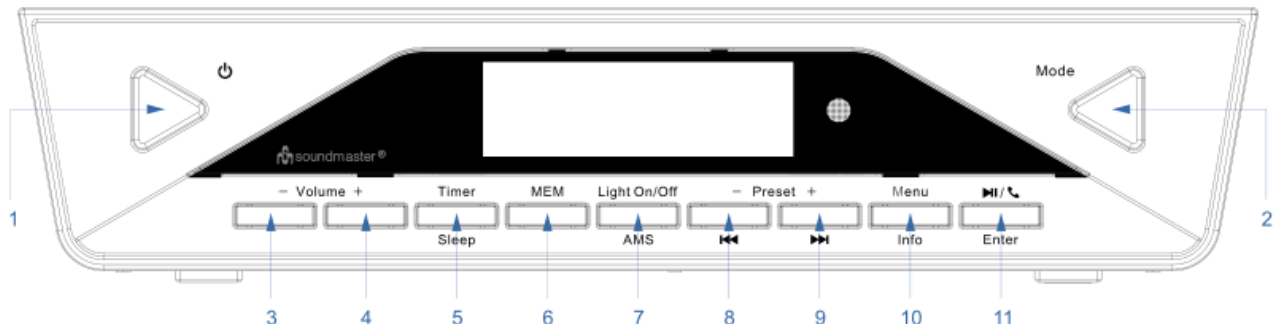 Mode
soundmaster®
− Volume +
Timer
MEM
Light On/Off
− Preset +
Menu
/
Sleep
AMS
Info
Enter
1
2
3
4
5
6
7
8
9
10
11